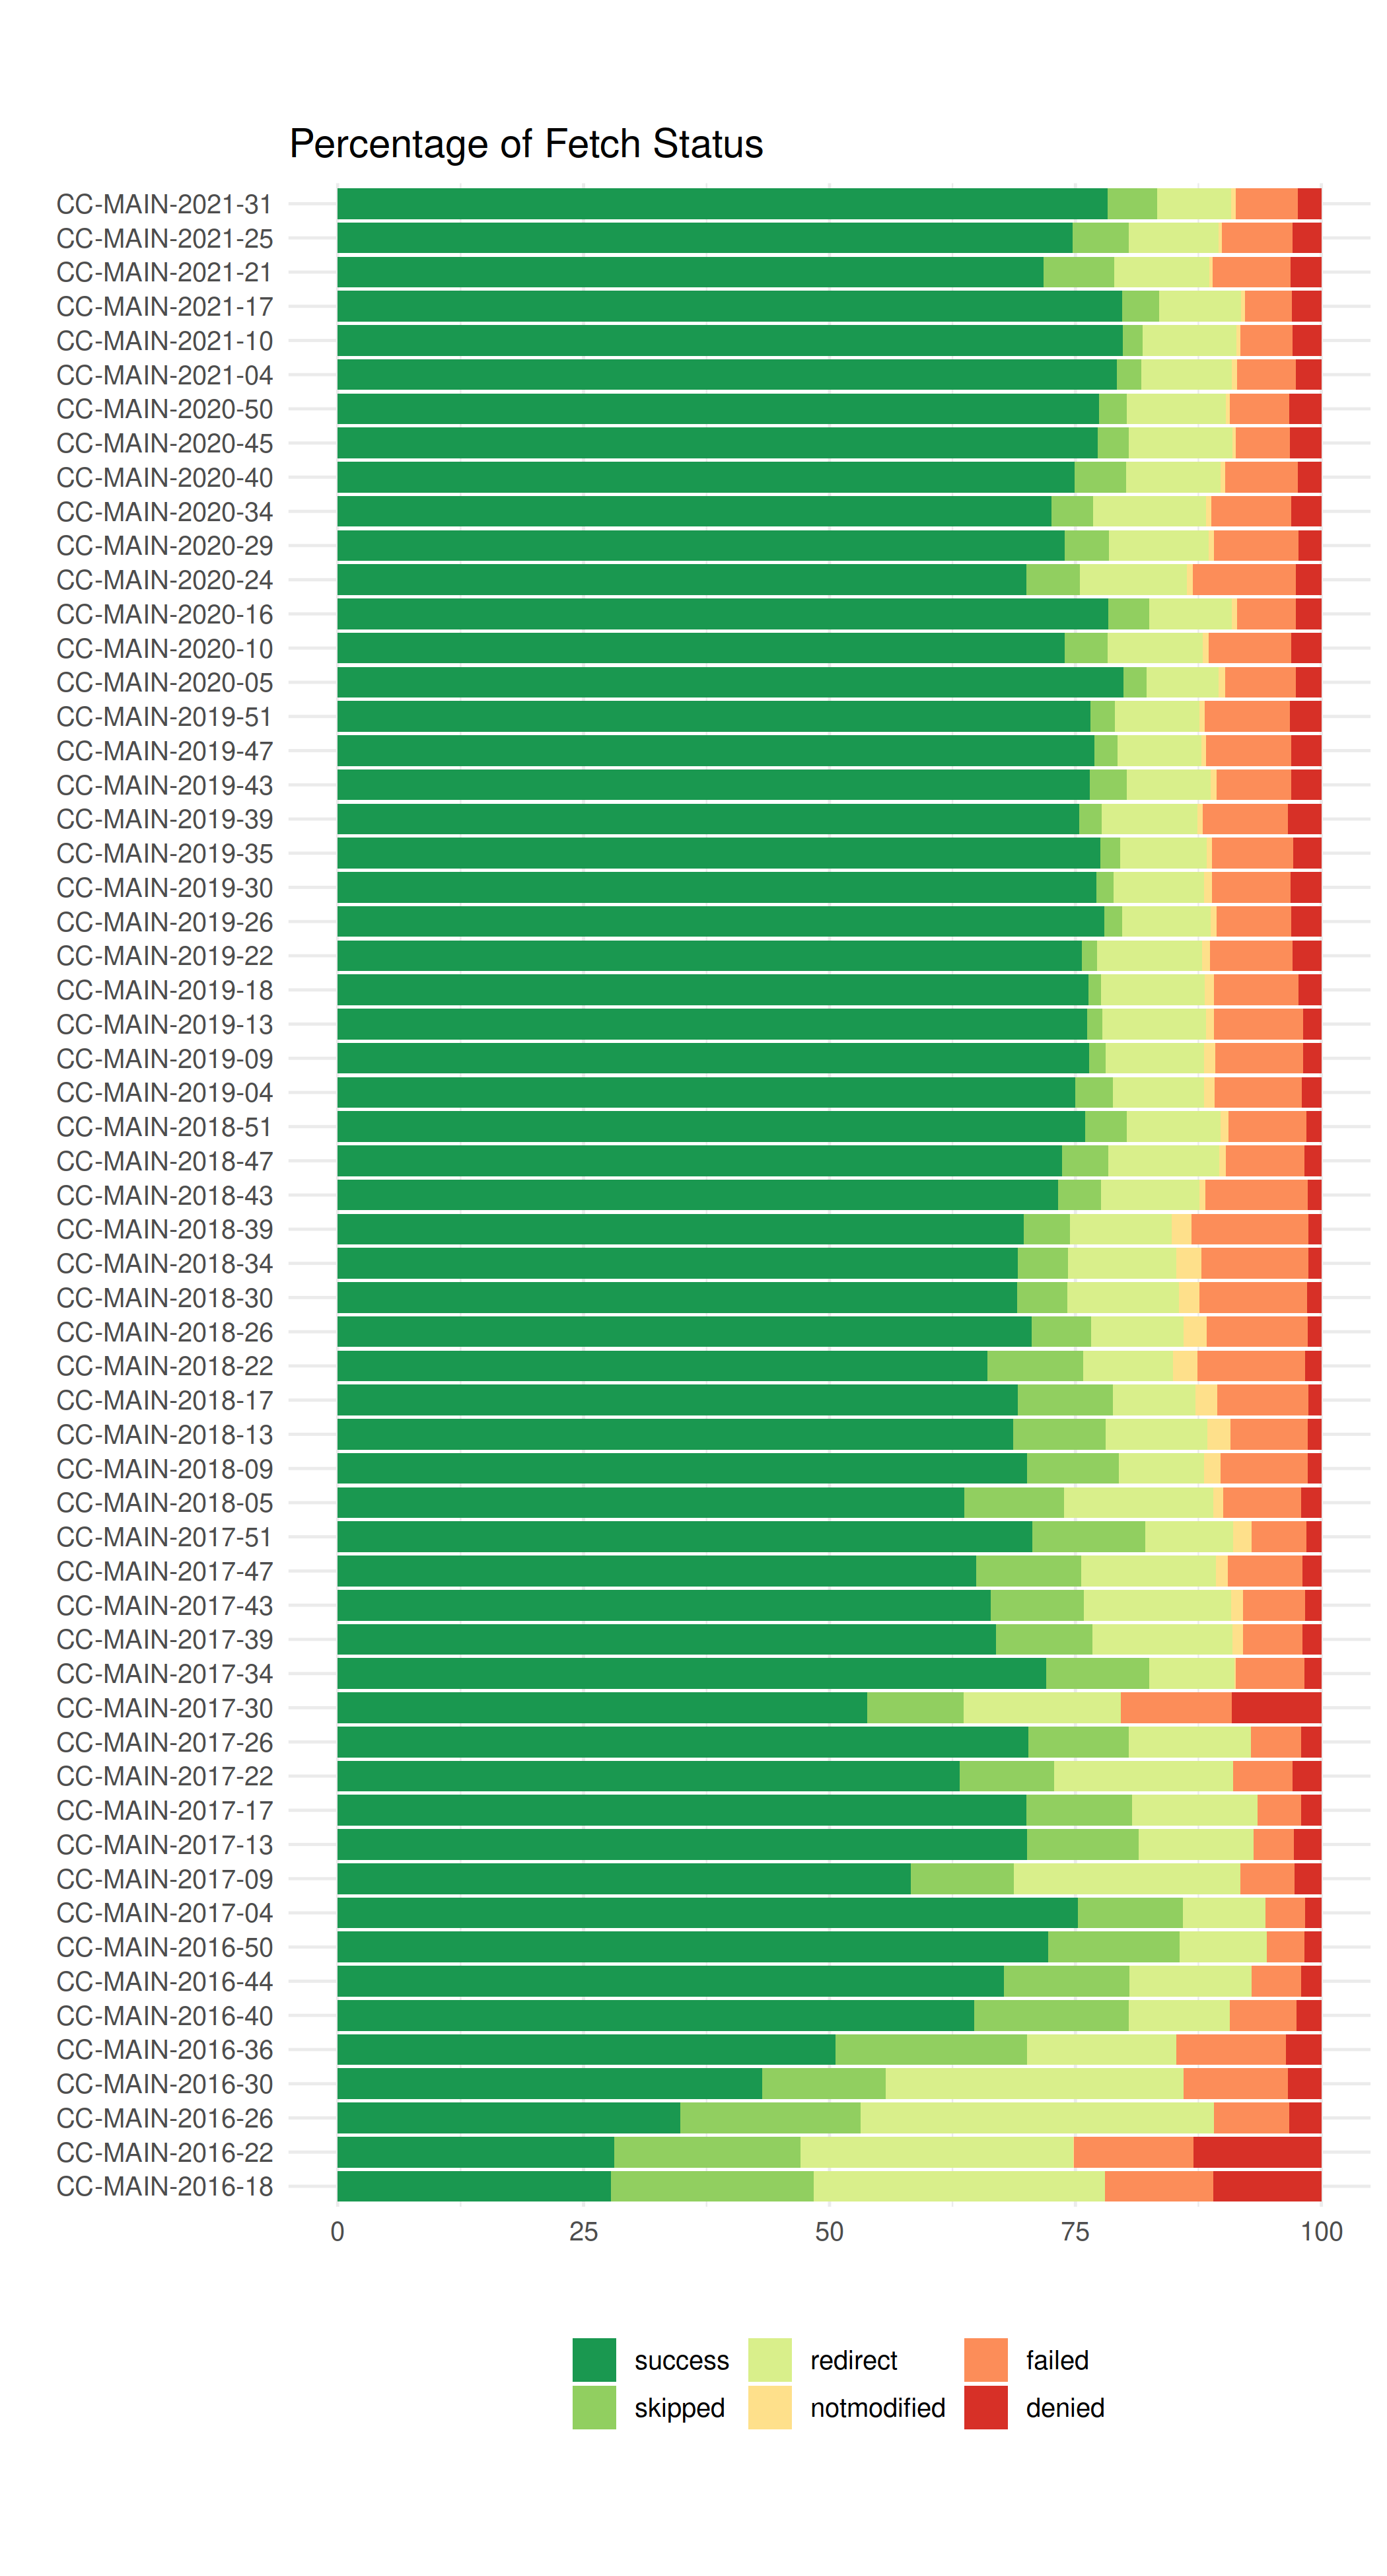 Percentage of Fetch Status
CC-MAIN-2021-31
CC-MAIN-2021-25
CC-MAIN-2021-21
CC-MAIN-2021-17
CC-MAIN-2021-10
CC-MAIN-2021-04
CC-MAIN-2020-50
CC-MAIN-2020-45
CC-MAIN-2020-40
CC-MAIN-2020-34
CC-MAIN-2020-29
CC-MAIN-2020-24
CC-MAIN-2020-16
CC-MAIN-2020-10
CC-MAIN-2020-05
CC-MAIN-2019-51
CC-MAIN-2019-47
CC-MAIN-2019-43
CC-MAIN-2019-39
CC-MAIN-2019-35
CC-MAIN-2019-30
CC-MAIN-2019-26
CC-MAIN-2019-22
CC-MAIN-2019-18
CC-MAIN-2019-13
CC-MAIN-2019-09
CC-MAIN-2019-04
CC-MAIN-2018-51
CC-MAIN-2018-47
CC-MAIN-2018-43
CC-MAIN-2018-39
CC-MAIN-2018-34
CC-MAIN-2018-30
CC-MAIN-2018-26
CC-MAIN-2018-22
CC-MAIN-2018-17
CC-MAIN-2018-13
CC-MAIN-2018-09
CC-MAIN-2018-05
CC-MAIN-2017-51
CC-MAIN-2017-47
CC-MAIN-2017-43
CC-MAIN-2017-39
CC-MAIN-2017-34
CC-MAIN-2017-30
CC-MAIN-2017-26
CC-MAIN-2017-22
CC-MAIN-2017-17
CC-MAIN-2017-13
CC-MAIN-2017-09
CC-MAIN-2017-04
CC-MAIN-2016-50
CC-MAIN-2016-44
CC-MAIN-2016-40
CC-MAIN-2016-36
CC-MAIN-2016-30
CC-MAIN-2016-26
CC-MAIN-2016-22
CC-MAIN-2016-18
0 25 50 75 100
success redirect failed
skipped notmodified denied